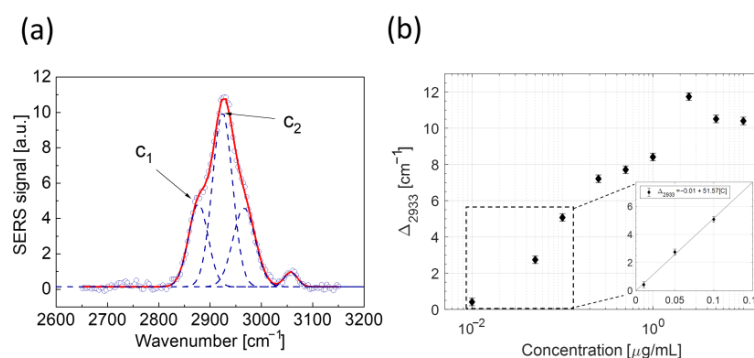 (a)
12
10
8
6
4
2
0
SERS signal [a.u.]
c1
c2
2600 2700 2800 2900 3000 3100 3200
Wavenumber [cm⁻¹]
(b)
12
10
8
6
4
2
0
Δ2933 [cm⁻¹]
10⁻² 10⁰
Concentration [µg/mL]
Δ2933 =−0.01 + 51.57[C]
6
4
2
0
0 0.05 0.1 0.15